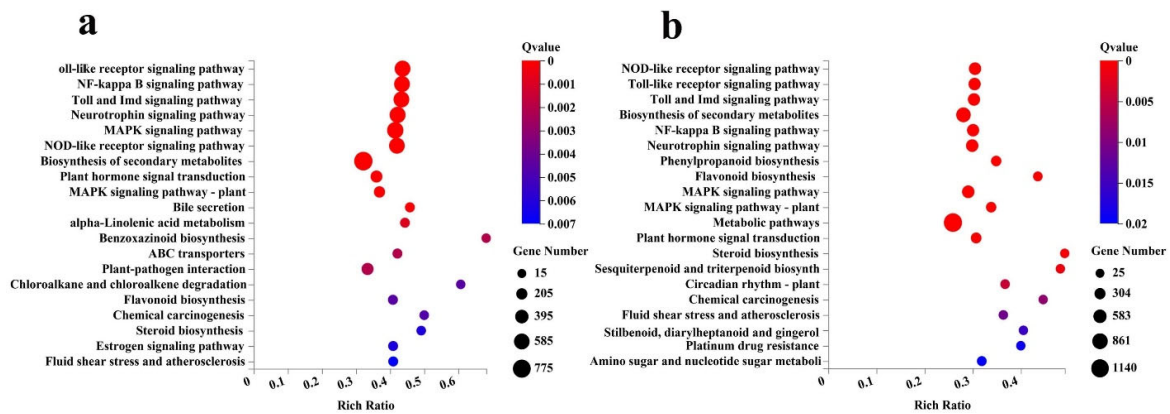 a
oll-like receptor signaling pathway
NF-kappa B signaling pathway
Toll and Imd signaling pathway
Neurotrophin signaling pathway
MAPK signaling pathway
NOD-like receptor signaling pathway
Biosynthesis of secondary metabolites
Plant hormone signal transduction
MAPK signaling pathway - plant
Bile secretion
alpha-Linolenic acid metabolism
Benzoxazinoid biosynthesis
ABC transporters
Plant-pathogen interaction
Chloroalkane and chloroalkene degradation
Flavonoid biosynthesis
Chemical carcinogenesis
Steroid biosynthesis
Estrogen signaling pathway
Fluid shear stress and atherosclerosis
0 0.1 0.2 0.3 0.4 0.5 0.6
Rich Ratio
Qvalue
0
0.001
0.002
0.003
0.004
0.005
0.006
0.007
Gene Number
15
205
395
585
775
b
NOD-like receptor signaling pathway
Toll-like receptor signaling pathway
Toll and Imd signaling pathway
Biosynthesis of secondary metabolites
NF-kappa B signaling pathway
Neurotrophin signaling pathway
Phenylpropanoid biosynthesis
Flavonoid biosynthesis
MAPK signaling pathway
MAPK signaling pathway - plant
Metabolic pathways
Plant hormone signal transduction
Steroid biosynthesis
Sesquiterpenoid and triterpenoid biosynth
Circadian rhythm - plant
Chemical carcinogenesis
Fluid shear stress and atherosclerosis
Stilbenoid, diarylheptanoid and gingerol
Platinum drug resistance
Amino sugar and nucleotide sugar metaboli
0 0.1 0.2 0.3 0.4
Rich Ratio
Qvalue
0
0.005
0.01
0.015
0.02
Gene Number
25
304
583
861
1140